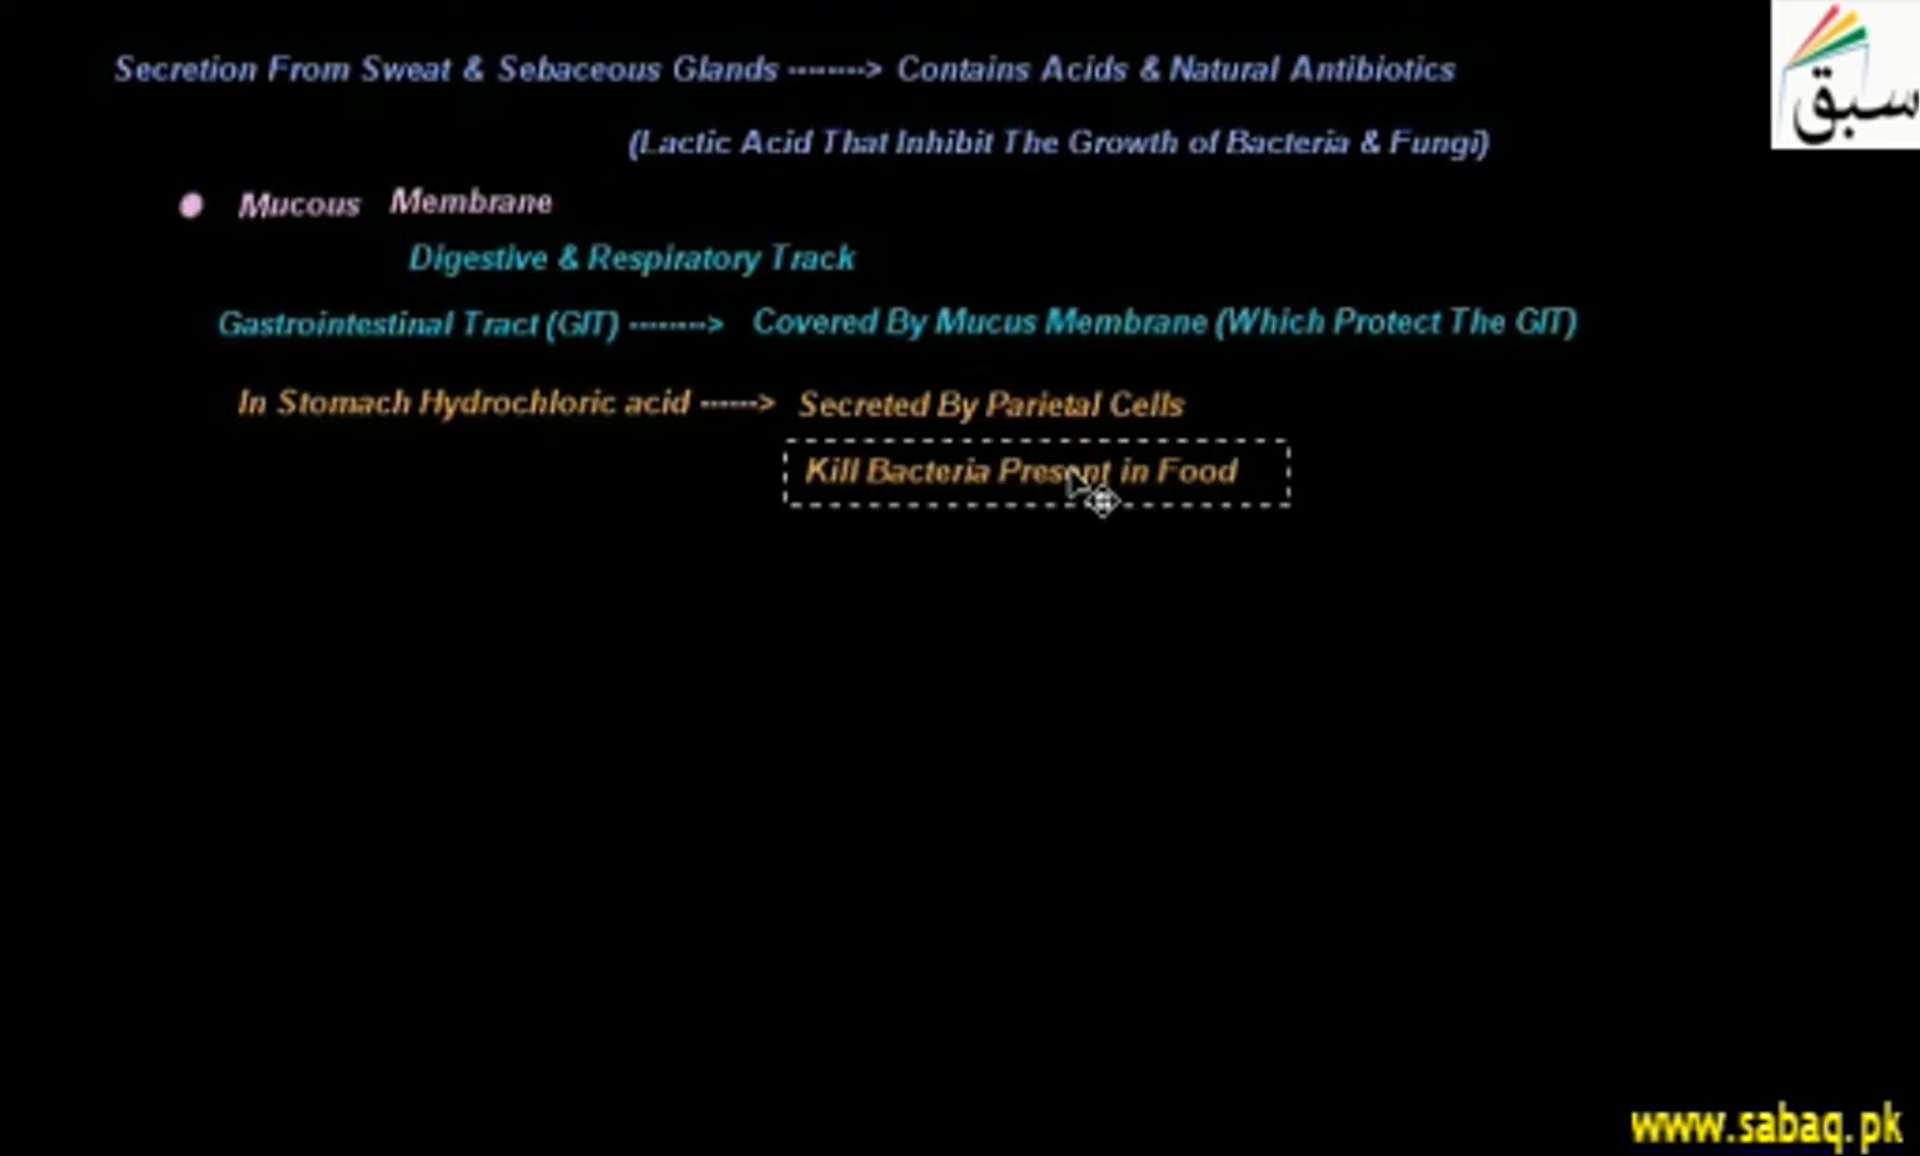 Secretion From Sweat & Sebaceous Glands --------> Contains Acids & Natural Antibiotics
(Lactic Acid That Inhibit The Growth of Bacteria & Fungi)
Mucous Membrane
Digestive & Respiratory Track
Gastrointestinal Tract (GIT) --------> Covered By Mucus Membrane (Which Protect The GIT)
In Stomach Hydrochloric acid ------> Secreted By Parietal Cells
Kill Bacteria Present in Food
سبق
www.sabaq.pk